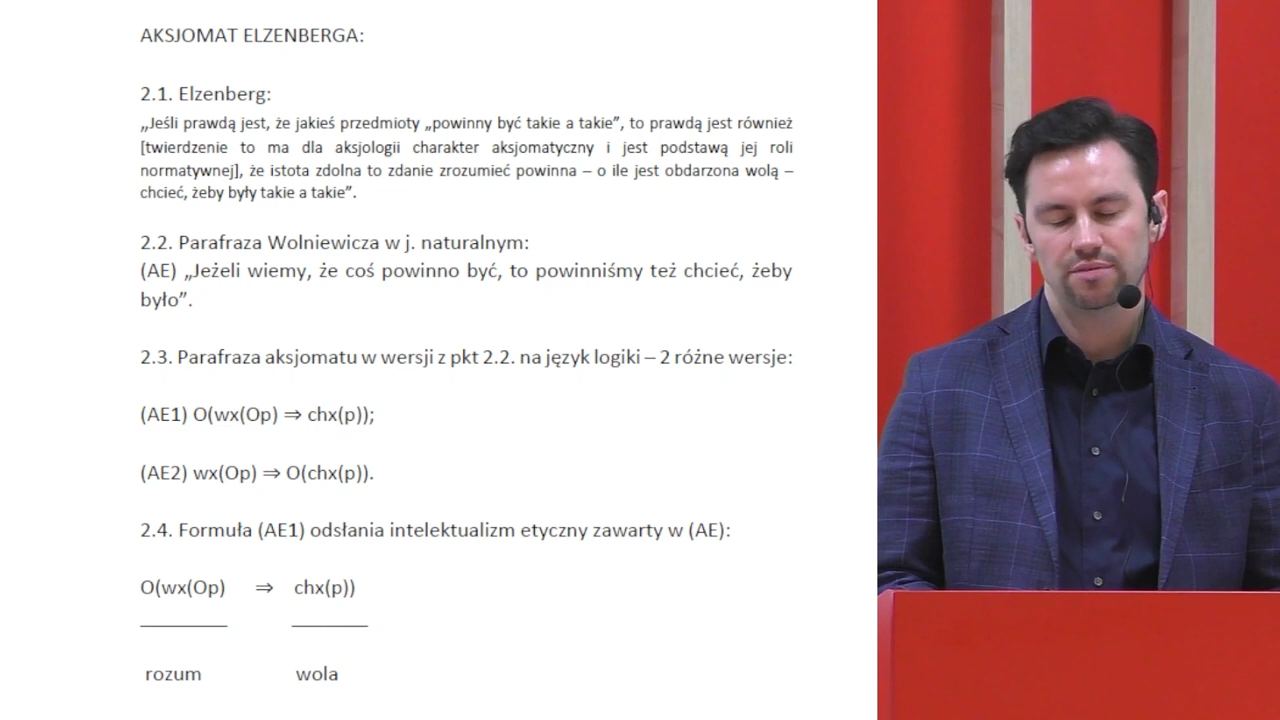 AKSJOMAT ELZENBERGA:
2.1. Elzenberg:
„Jeśli prawdą jest, że jakieś przedmioty „powinny być takie a takie”, to prawdą jest również
[twierdzenie to ma dla aksjologii charakter aksjomatyczny i jest podstawą jej roli
normatywnej], że istota zdolna to zdanie zrozumieć powinna – o ile jest obdarzona wolą –
chcieć, żeby były takie a takie”.
2.2. Parafraza Wolniewicza w j. naturalnym:
(AE) „Jeżeli wiemy, że coś powinno być, to powinniśmy też chcieć, żeby
było”.
2.3. Parafraza aksjomatu w wersji z pkt 2.2. na język logiki – 2 różne wersje:
(AE1) O(wx(Op) ⇒ chx(p));
(AE2) wx(Op) ⇒ O(chx(p)).
2.4. Formuła (AE1) odsłania intelektualizm etyczny zawarty w (AE):
O(wx(Op) ⇒ chx(p))
rozum wola